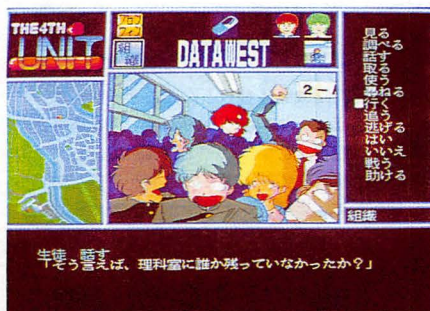 THE 4TH
UNIT
プロフィル
組織
DATAWEST
2-A
見る
調べる
話す
取る
使う
尋ねる
行く
追う
逃げる
はい
いいえ
戦う
助ける
組織
生徒 話す
「そう言えば、理科室に誰か残っていなかったか?」